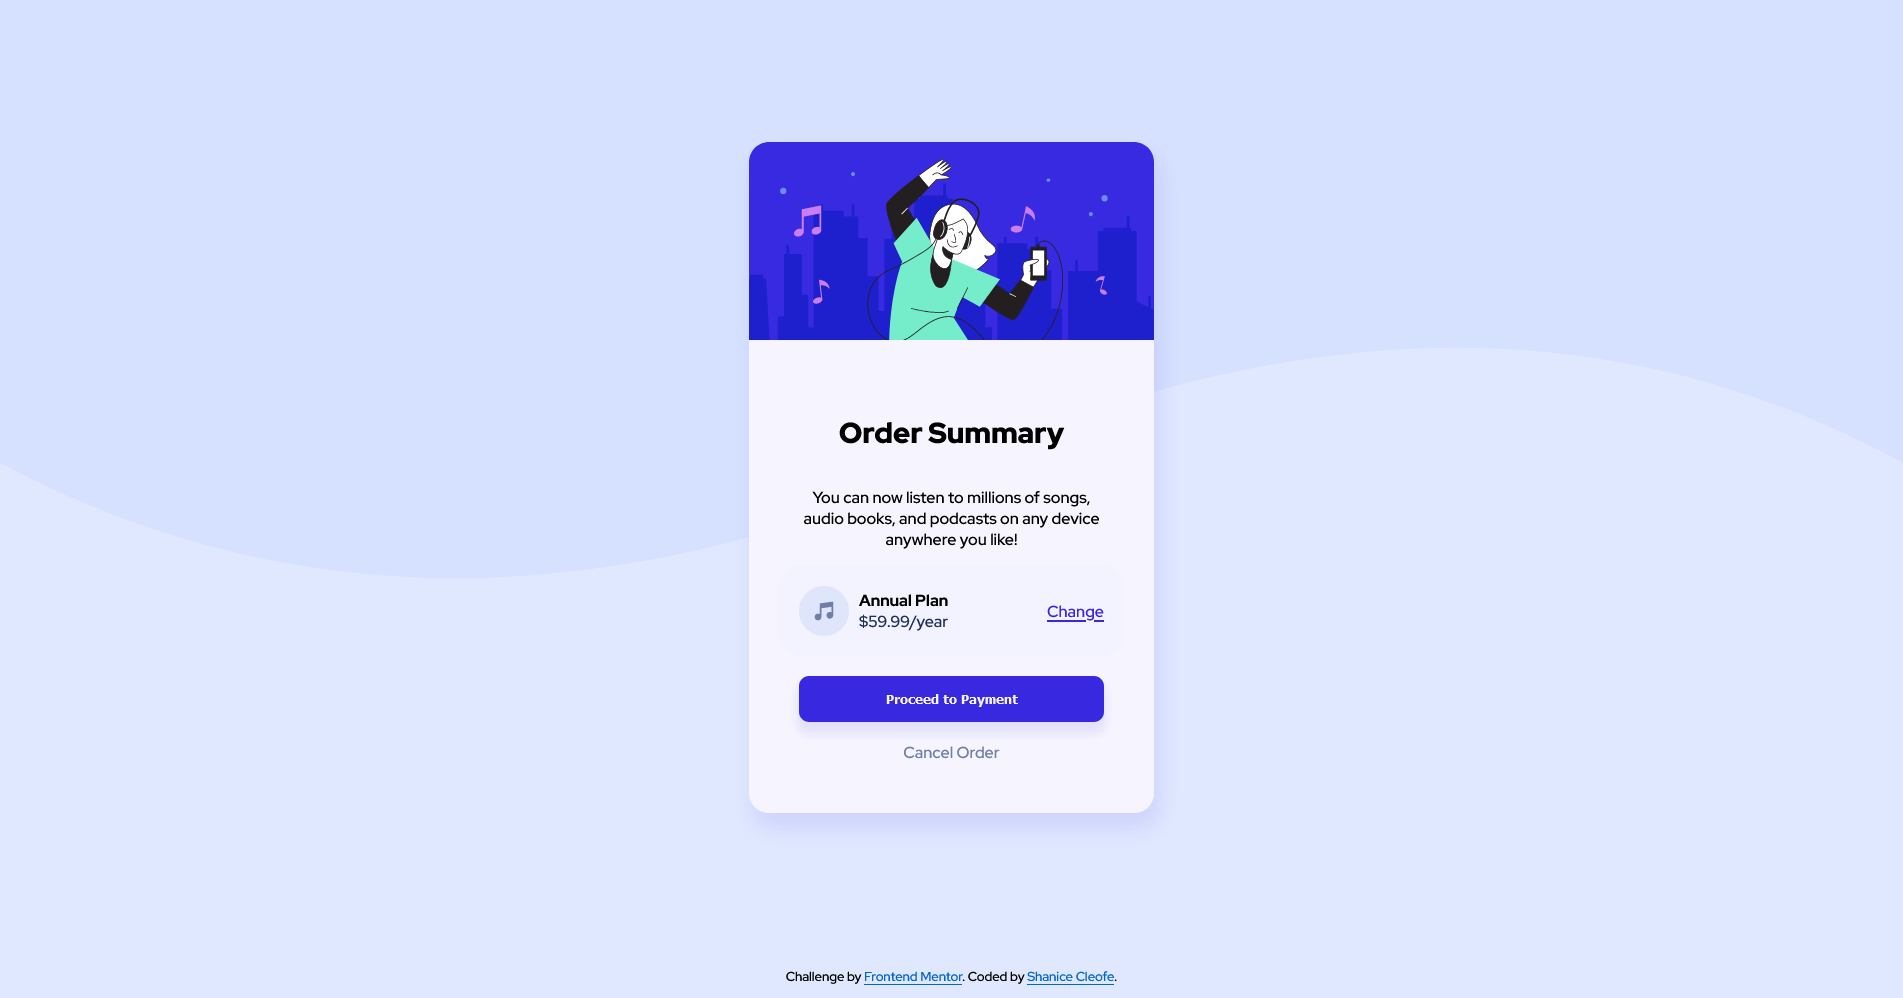 Order Summary
You can now listen to millions of songs,
audio books, and podcasts on any device
anywhere you like!
Annual Plan
$59.99/year
Change
Proceed to Payment
Cancel Order
Challenge by Frontend Mentor. Coded by Shanice Cleofe.